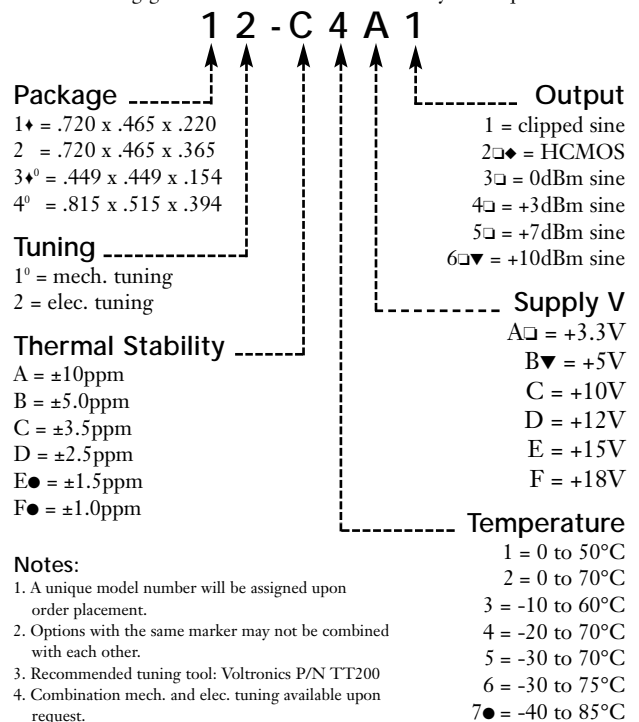 12-C4A1
Package
1♦ = .720 x .465 x .220
2 = .720 x .465 x .365
3♦⁰ = .449 x .449 x .154
4⁰ = .815 x .515 x .394
Tuning
1⁰ = mech. tuning
2 = elec. tuning
Thermal Stability
A = ±10ppm
B = ±5.0ppm
C = ±3.5ppm
D = ±2.5ppm
E● = ±1.5ppm
F● = ±1.0ppm
Notes:
1. A unique model number will be assigned upon
order placement.
2. Options with the same marker may not be combined
with each other.
3. Recommended tuning tool: Voltronics P/N TT200
4. Combination mech. and elec. tuning available upon
request.
Output
1 = clipped sine
2❑◆ = HCMOS
3❑ = 0dBm sine
4❑ = +3dBm sine
5❑ = +7dBm sine
6❑▼ = +10dBm sine
Supply V
A❑ = +3.3V
B▼ = +5V
C = +10V
D = +12V
E = +15V
F = +18V
Temperature
1 = 0 to 50°C
2 = 0 to 70°C
3 = -10 to 60°C
4 = -20 to 70°C
5 = -30 to 70°C
6 = -30 to 75°C
7● = -40 to 85°C